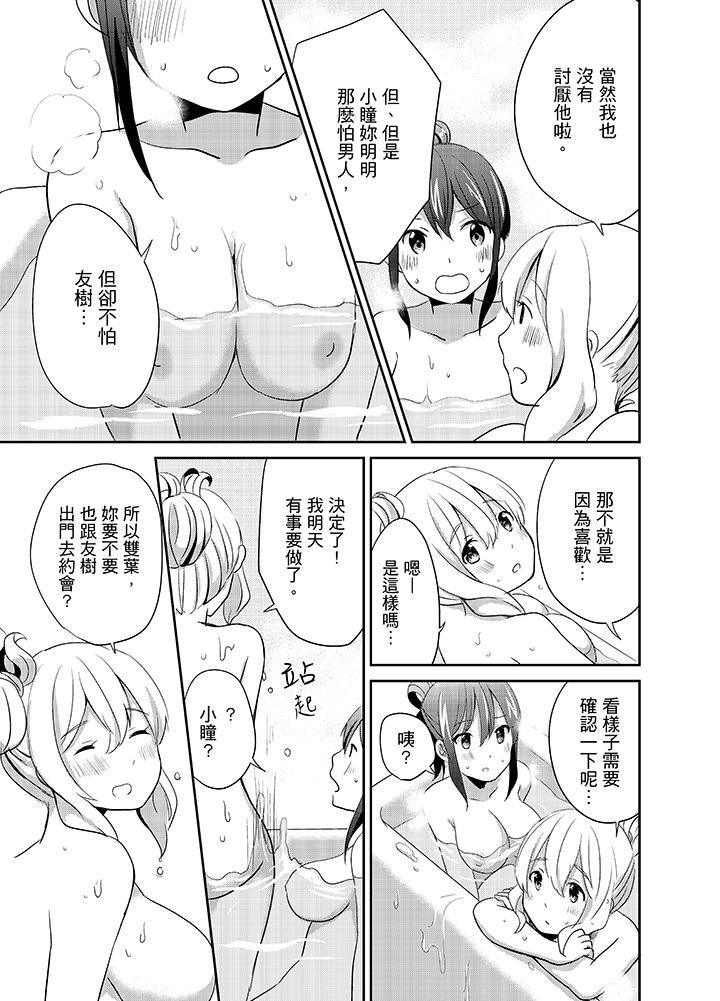 當然我也
沒有
討厭他啦。
但、但是
小瞳妳明明
那麼怕男人，
但卻不怕
友樹…
那不就是
因為喜歡…
嗯—
是這樣嗎…
看樣子需要
確認一下呢…
咦？
決定了！
我明天
有事要做了。
站起
？
小瞳？
所以雙葉，
妳要不要
也跟友樹
出門去約會？